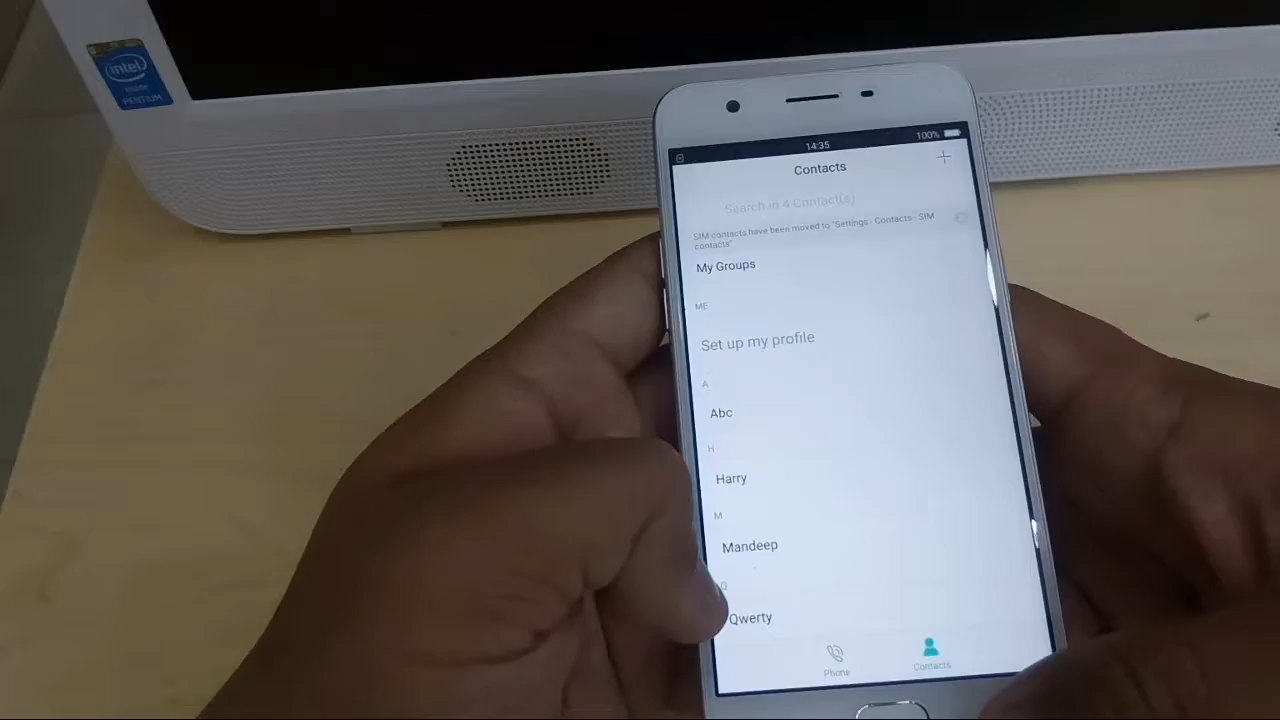 intel
inside
PENTIUM
14:35
100%
Contacts
+
Search in 4 Contact(s)
SIM contacts have been moved to "Settings - Contacts - SIM
contacts"
My Groups
ME
Set up my profile
A
Abc
H
Harry
M
Mandeep
Q
Qwerty
Phone
Contacts